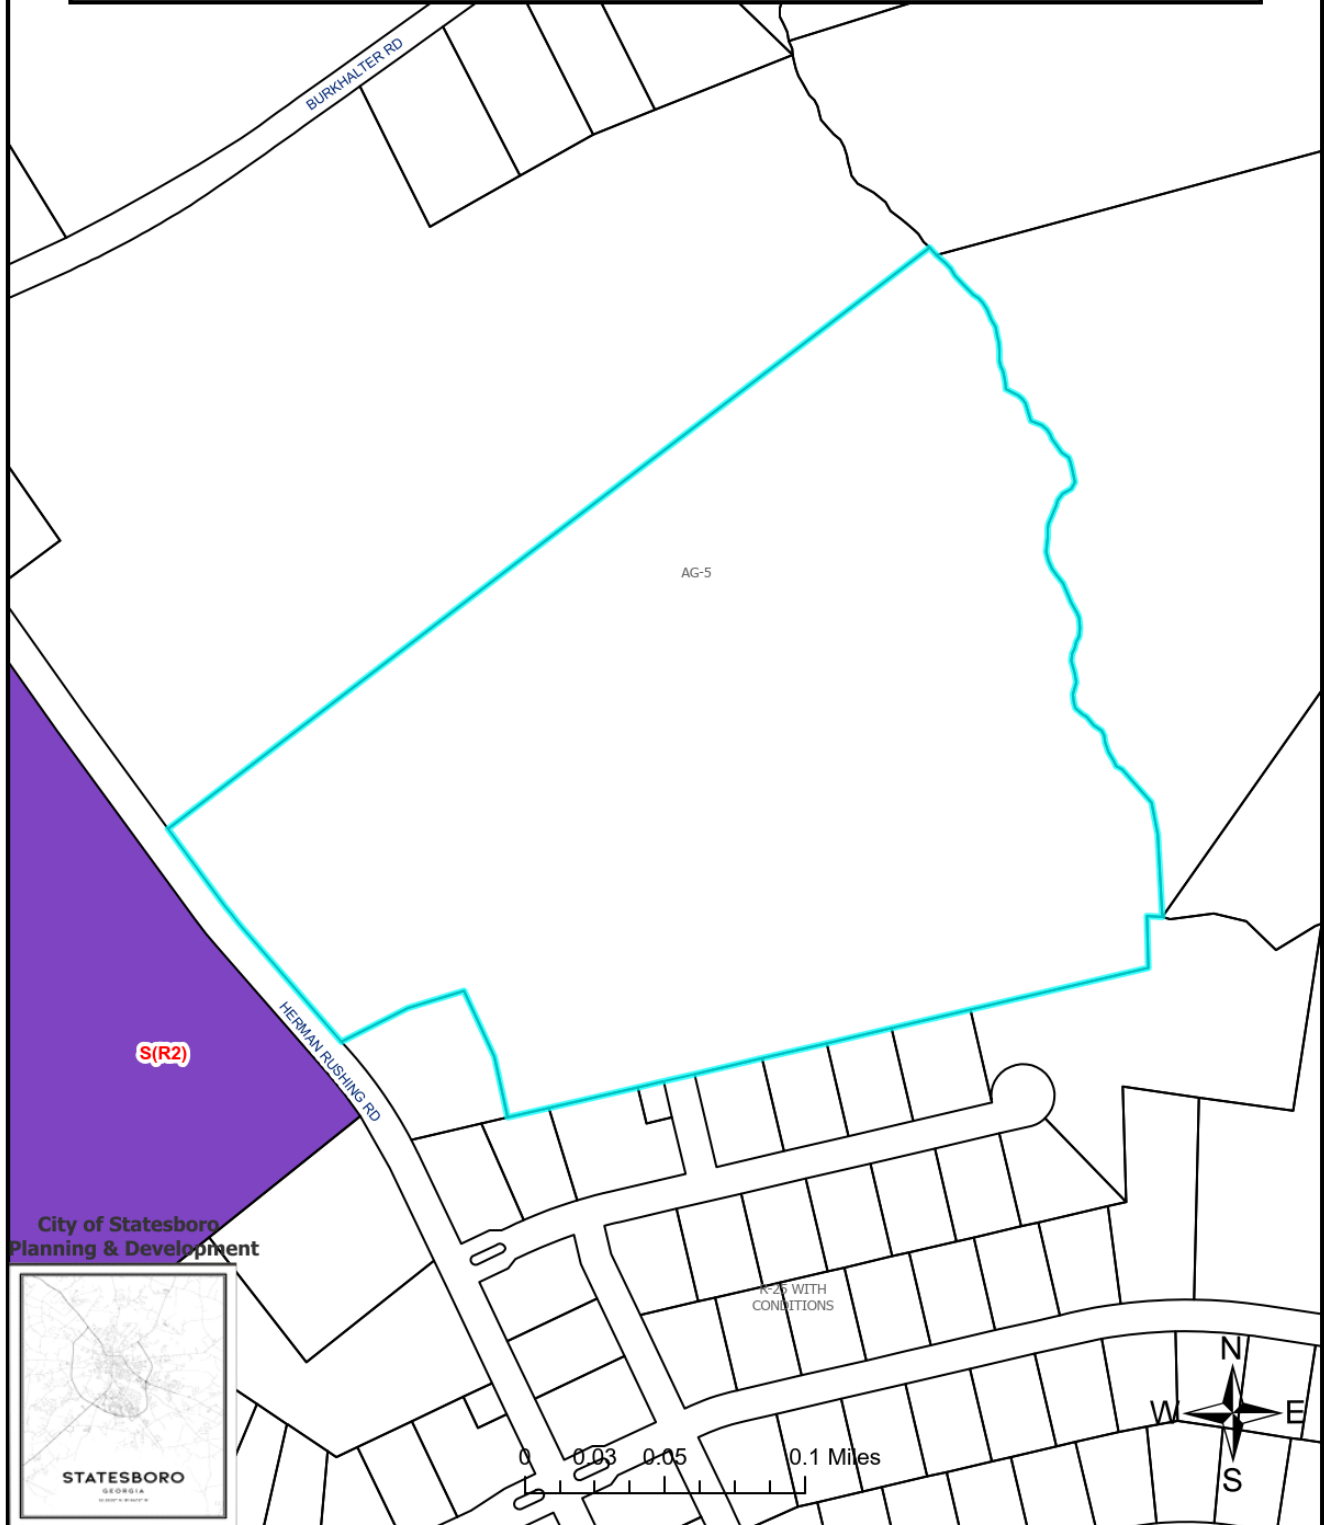 BURKHALTER RD
AG-5
HERMAN RUSHING RD
S(R2)
City of Statesboro
Planning & Development
R-25 WITH
CONDITIONS
N
W E
S
0 0.03 0.05 0.1 Miles
STATESBORO
GEORGIA